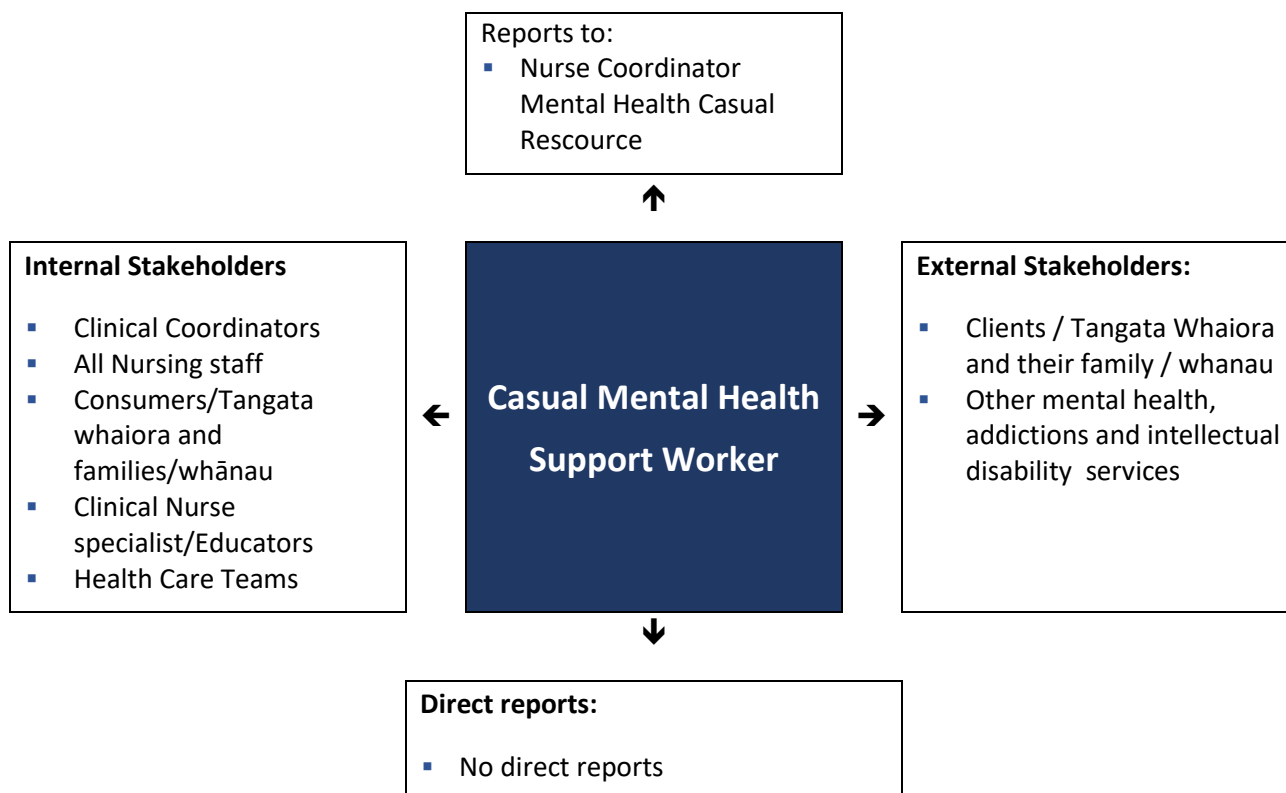 Reports to:
▪ Nurse Coordinator
Mental Health Casual
Rescource
Internal Stakeholders
▪ Clinical Coordinators
▪ All Nursing staff
▪ Consumers/Tangata
whaiora and
families/whānau
▪ Clinical Nurse
specialist/Educators
▪ Health Care Teams
Casual Mental Health
Support Worker
External Stakeholders:
▪ Clients / Tangata Whaiora
and their family / whanau
▪ Other mental health,
addictions and intellectual
disability  services
Direct reports:
▪ No direct reports